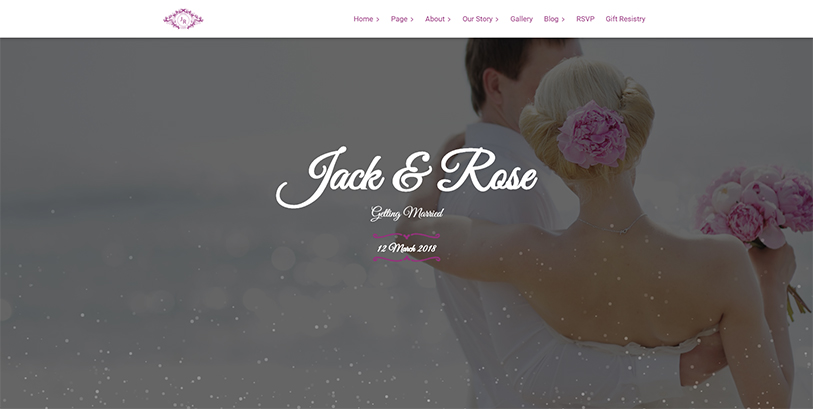 Home Page About Our Story Gallery Blog RSVP Gift Resistry
Jack & Rose
Getting Married
12 March 2018